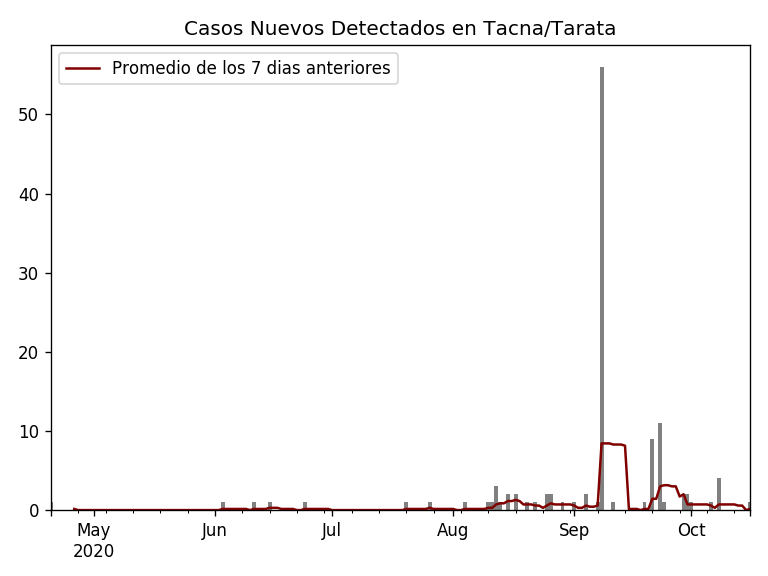 Casos Nuevos Detectados en Tacna/Tarata
Promedio de los 7 dias anteriores
50
40
30
20
10
0
May Jun Jul Aug Sep Oct
2020